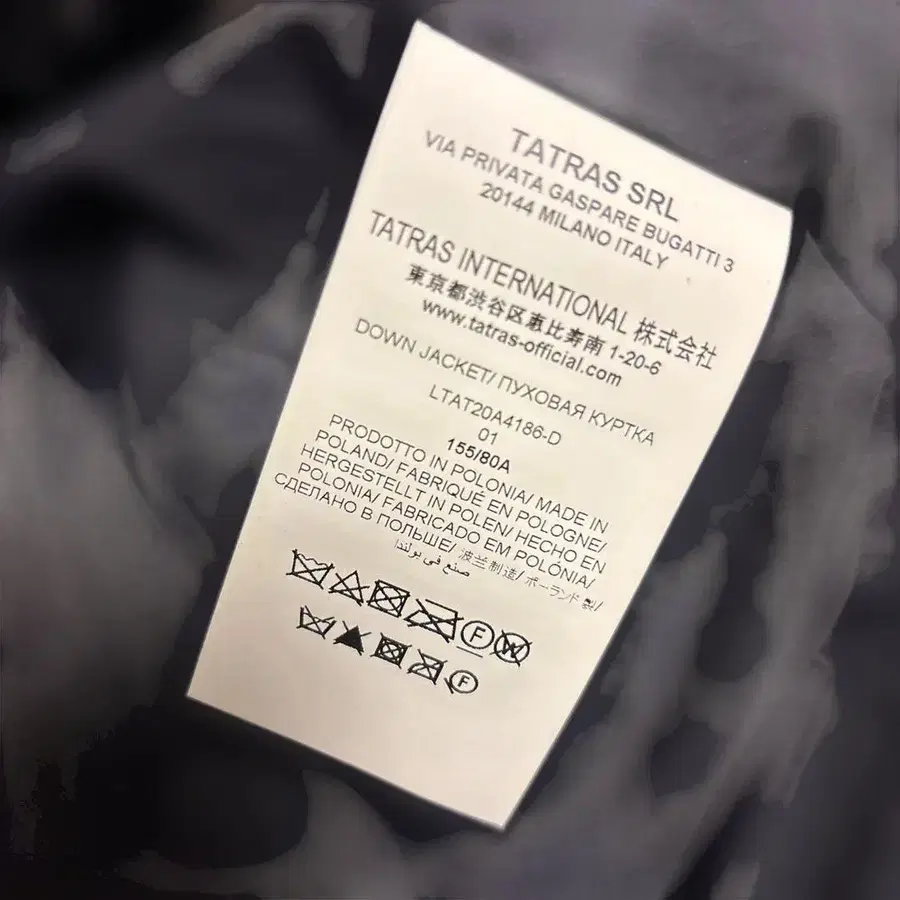 TATRAS SRL
VIA PRIVATA GASPARE BUGATTI 3
20144 MILANO ITALY
TATRAS INTERNATIONAL 株式会社
東京都渋谷区恵比寿南 1-20-6
www.tatras-official.com
DOWN JACKET/ ПУХОВАЯ КУРТКА
LTAT20A4186-D
01
155/80A
PRODOTTO IN POLONIA/ MADE IN
POLAND/ FABRIQUÉ EN POLOGNE/
HERGESTELLT IN POLEN/ HECHO EN
POLONIA/ FABRICADO EM POLÓNIA/
СДЕЛАНО В ПОЛЬШЕ/ 波兰制造/ ポーランド製/
صنع في بولندا
F W
F